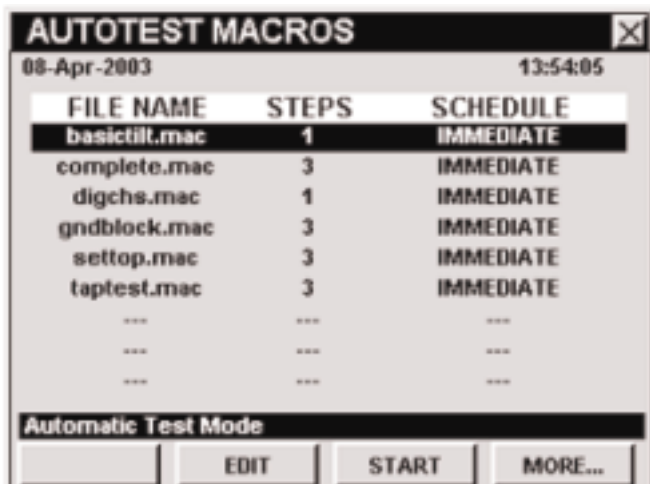 AUTOTEST MACROS
08-Apr-2003 13:54:05
FILE NAME STEPS SCHEDULE
basictilt.mac 1 IMMEDIATE
complete.mac 3 IMMEDIATE
digchs.mac 1 IMMEDIATE
gndblock.mac 3 IMMEDIATE
settop.mac 3 IMMEDIATE
taptest.mac 3 IMMEDIATE
--- --- ---
--- --- ---
--- --- ---
Automatic Test Mode
EDIT START MORE...